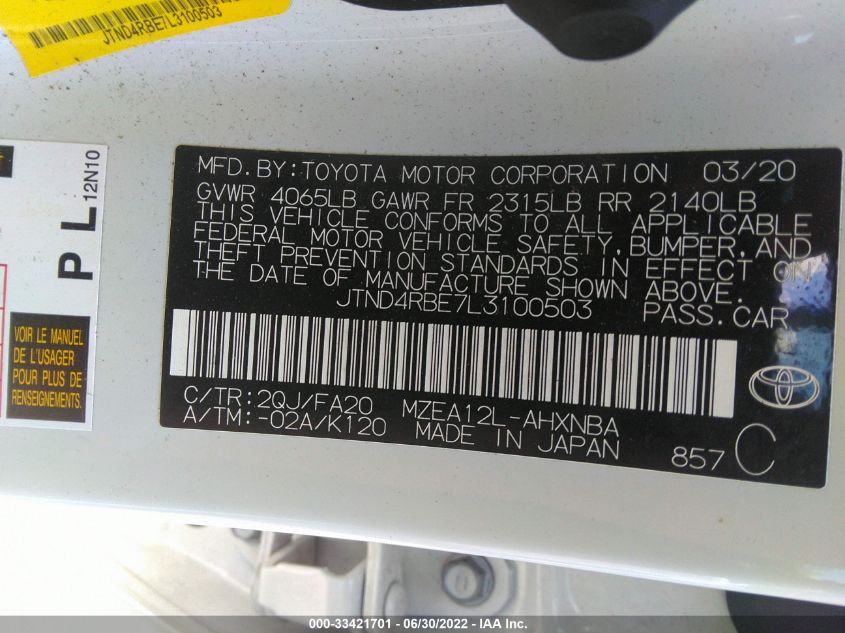 JTND4RBE7L3100503
P L
12N10
VOIR LE MANUEL
DE L'USAGER
POUR PLUS DE
RENSEIGNEMENTS.
MFD. BY: TOYOTA MOTOR CORPORATION 03/20
GVWR 4065LB GAWR FR 2315LB RR 2140LB
THIS VEHICLE CONFORMS TO ALL APPLICABLE
FEDERAL MOTOR VEHICLE SAFETY, BUMPER, AND
THEFT PREVENTION STANDARDS IN EFFECT ON
THE DATE OF MANUFACTURE SHOWN ABOVE.
JTND4RBE7L3100503 PASS. CAR
C/TR: 2QJ/FA20 MZEA12L-AHXNBA
A/TM: -02A/K120 MADE IN JAPAN
857 C
000-33421701 - 06/30/2022 - IAA Inc.